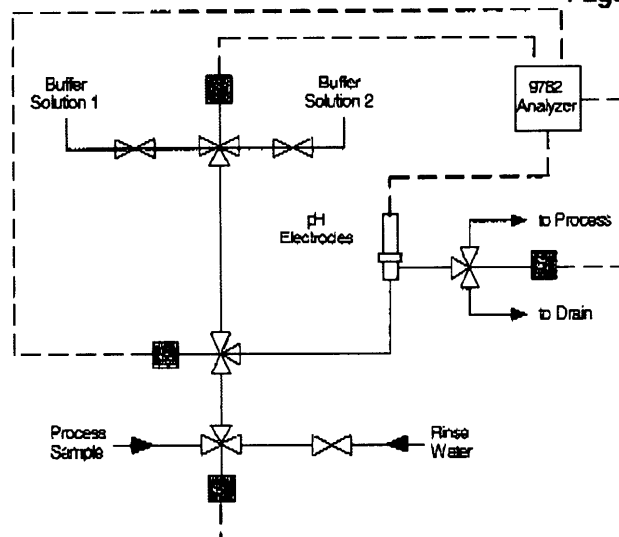 Buffer
Solution 1
Buffer
Solution 2
9782
Analyzer
pH
Electrodes
to Process
to Drain
Process
Sample
Rinse
Water